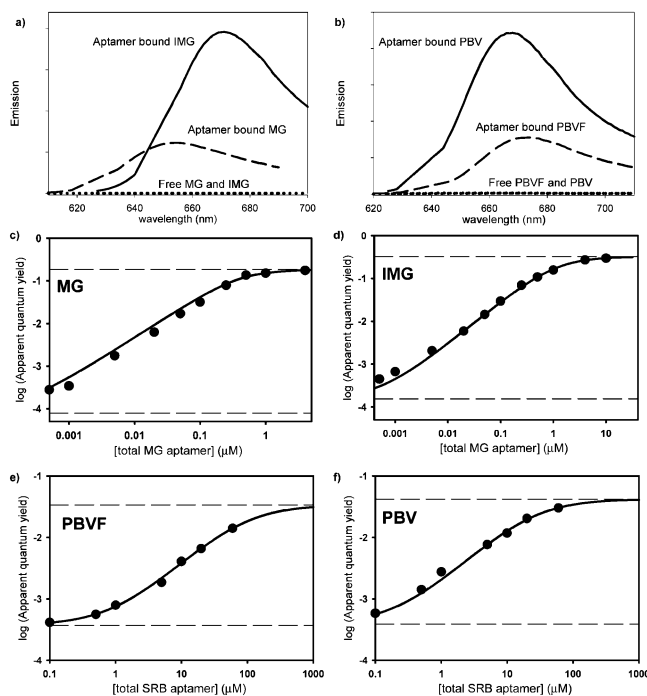 a)
Aptamer bound IMG
Aptamer bound MG
Free MG and IMG
Emission
610 620 630 640 650 660 670 680 690 700
wavelength (nm)
b)
Aptamer bound PBV
Aptamer bound PBVF
Free PBVF and PBV
Emission
620 640 660 680 700
wavelength (nm)
c)
MG
log (Apparent quantum yield)
0
-1
-2
-3
-4
0.001 0.01 0.1 1
[total MG aptamer] (μM)
d)
IMG
log (Apparent quantum yield)
0
-1
-2
-3
-4
0.001 0.01 0.1 1 10
[total MG aptamer] (μM)
e)
PBVF
log (Apparent quantum yield)
-1
-2
-3
-4
0.1 1 10 100 1000
[total SRB aptamer] (μM)
f)
PBV
log (Apparent quantum yield)
-1
-2
-3
-4
0.1 1 10 100 1000
[total SRB aptamer] (μM)